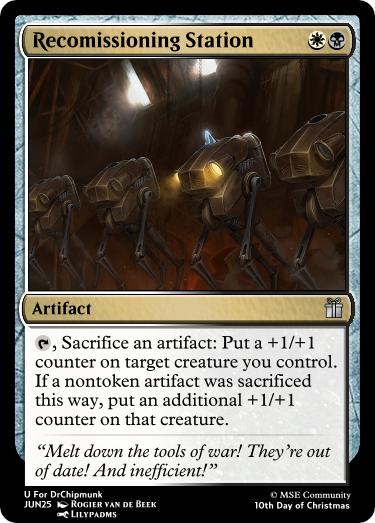 Recomissioning Station
Artifact
, Sacrifice an artifact: Put a +1/+1
counter on target creature you control.
If a nontoken artifact was sacrificed
this way, put an additional +1/+1
counter on that creature.
“Melt down the tools of war! They’re out
of date! And inefficient!”
U For DrChipmunk
JUN25 Rogier van de Beek
Lilypadms
© MSE Community
10th Day of Christmas